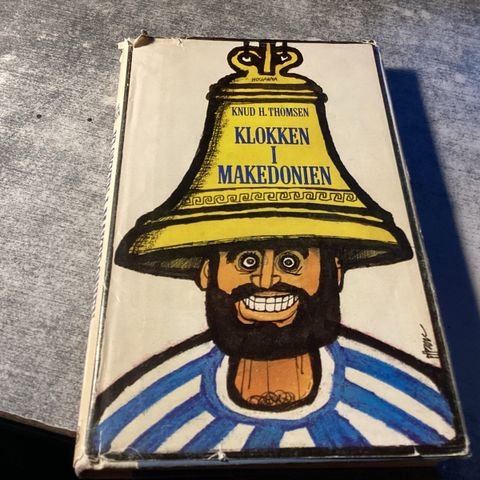 KNUD H. THOMSEN
KLOKKEN
I
MAKEDONIEN